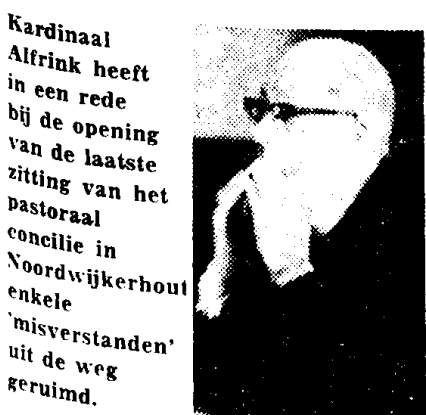 Kardinaal
Alfrink heeft
in een rede
bij de opening
van de laatste
zitting van het
pastoraal
concilie in
Noordwijkerhout
enkele
'misverstanden'
uit de weg
geruimd.